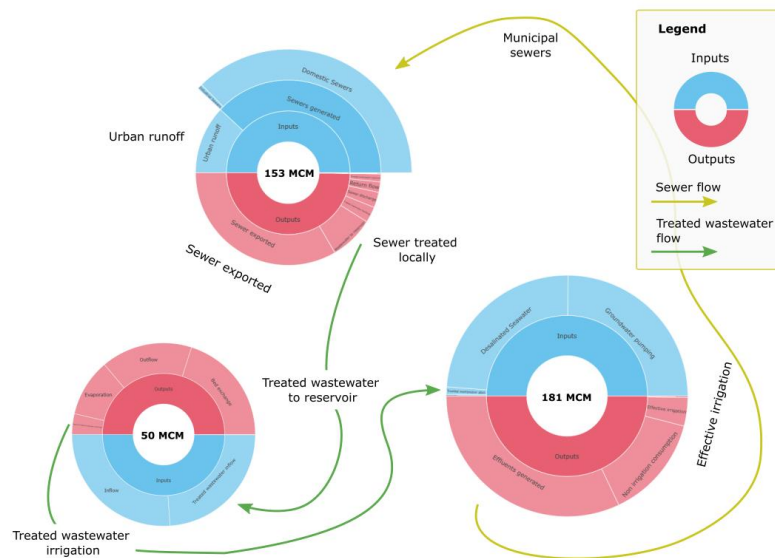 Municipal
sewers
Legend
Inputs
Outputs
Sewer flow
Treated wastewater
flow
Domestic Sewers
Sewers generated
Inputs
Urban runoff
Urban runoff
153 MCM
Outputs
Return flow
Sewer exported
Sewer exported
Sewer treated
locally
Desalinated Seawater
Groundwater pumping
Inputs
181 MCM
Outputs
Effective irrigation
Non irrigation consumption
Effluents generated
Effective irrigation
Treated wastewater
to reservoir
Outflow
Evaporation
Outputs
50 MCM
Inputs
Inflow
Treated wastewater inflow
Treated wastewater
irrigation